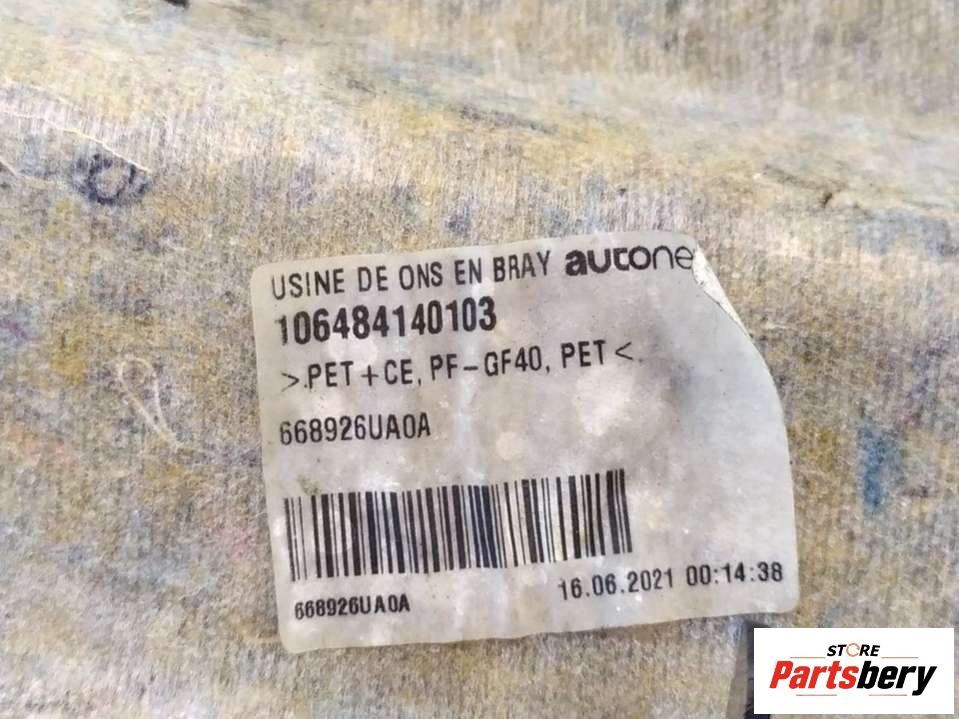 USINE DE ONS EN BRAY autone
106484140103
>.PET+CE, PF-GF40, PET<.
668926UA0A
668926UA0A
16.06.2021 00:14:38
STORE
Partsbery